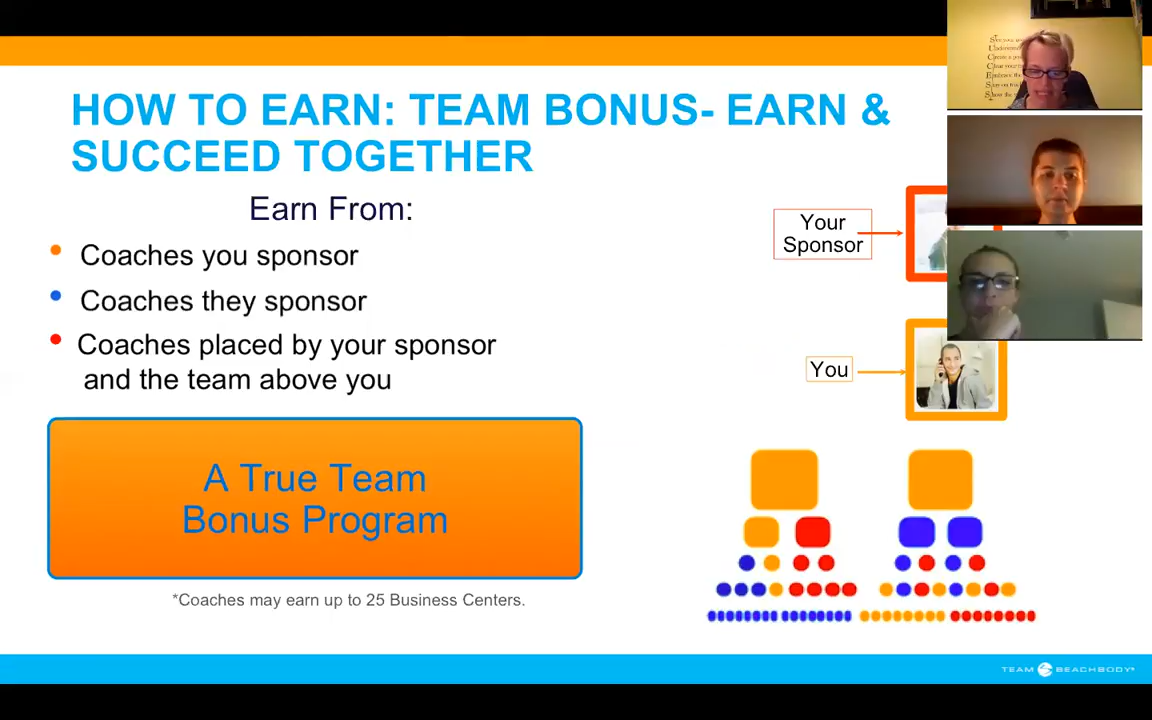 HOW TO EARN: TEAM BONUS- EARN &
SUCCEED TOGETHER
Earn From:
Coaches you sponsor
Coaches they sponsor
Coaches placed by your sponsor
and the team above you
A True Team
Bonus Program
*Coaches may earn up to 25 Business Centers.
Your
Sponsor
You
TEAM BEACHBODY